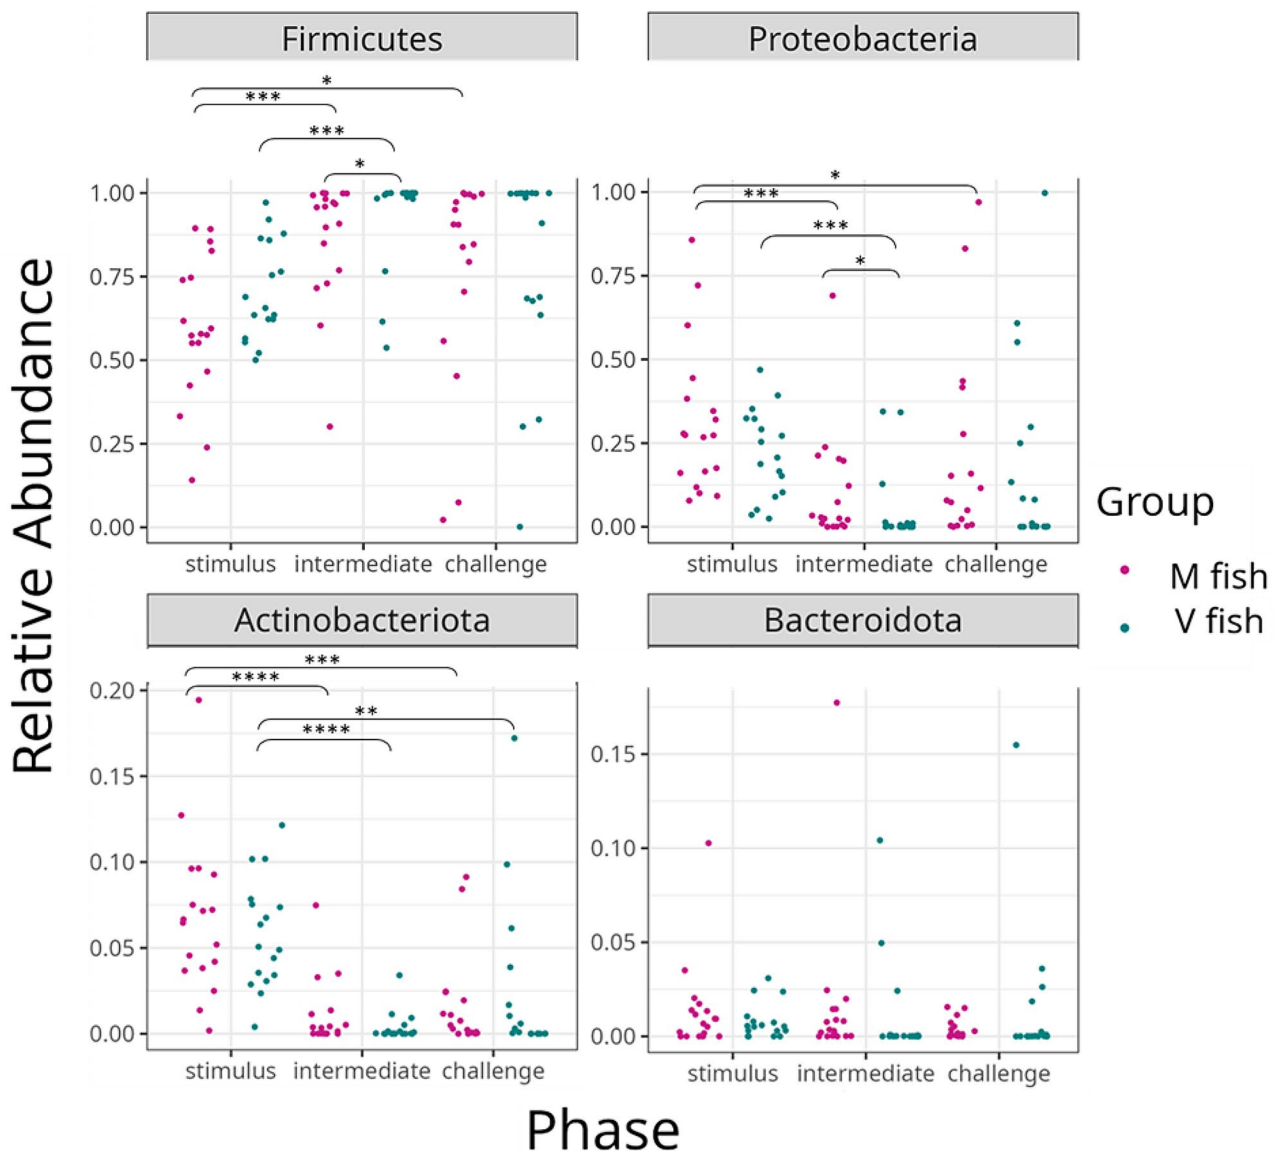 Firmicutes
Proteobacteria
*
***
***
*
*
***
***
*
1.00
0.75
0.50
0.25
0.00
1.00
0.75
0.50
0.25
0.00
stimulus intermediate challenge
stimulus intermediate challenge
Relative Abundance
Group
M fish
V fish
Actinobacteriota
Bacteroidota
***
****
**
****
0.20
0.15
0.10
0.05
0.00
0.15
0.10
0.05
0.00
stimulus intermediate challenge
stimulus intermediate challenge
Phase